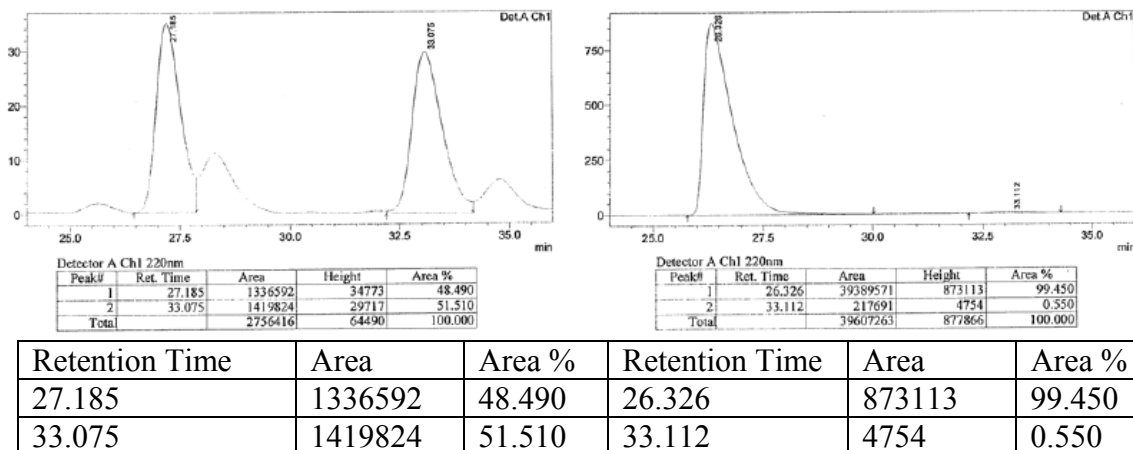 Det.A Ch1
27.185
33.075
30
20
10
0
25.0 27.5 30.0 32.5 35.0
min
Detector A Ch1 220nm
Peak# Ret. Time Area Height Area %
1 27.185 1336592 34773 48.490
2 33.075 1419824 29717 51.510
Total 2756416 64490 100.000
Det.A Ch1
26.326
33.112
750
500
250
0
25.0 27.5 30.0 32.5 35.0
min
Detector A Ch1 220nm
Peak# Ret. Time Area Height Area %
1 26.326 39389571 873113 99.450
2 33.112 217691 4754 0.550
Total 39607263 877866 100.000
Retention Time Area Area % Retention Time Area Area %
27.185 1336592 48.490 26.326 873113 99.450
33.075 1419824 51.510 33.112 4754 0.550